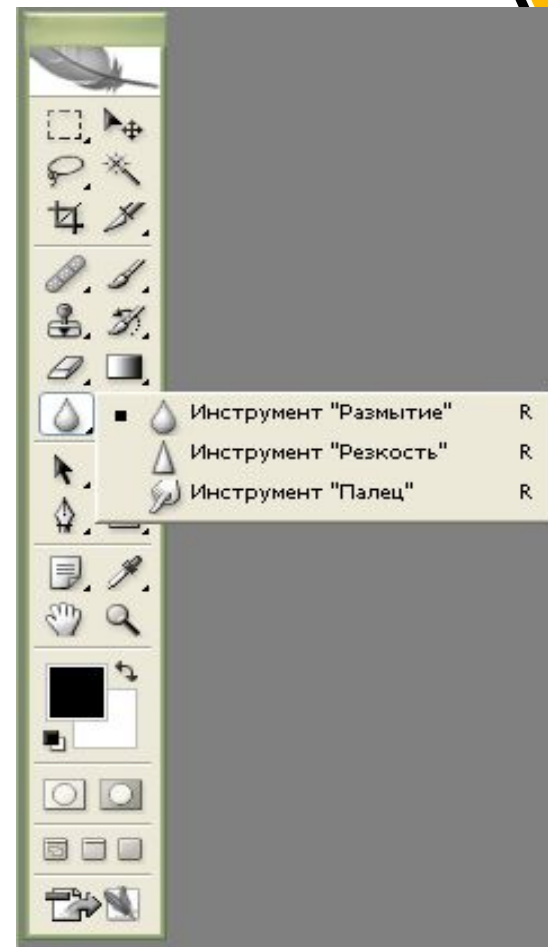 Инструмент "Размытие" R
Инструмент "Резкость" R
Инструмент "Палец" R